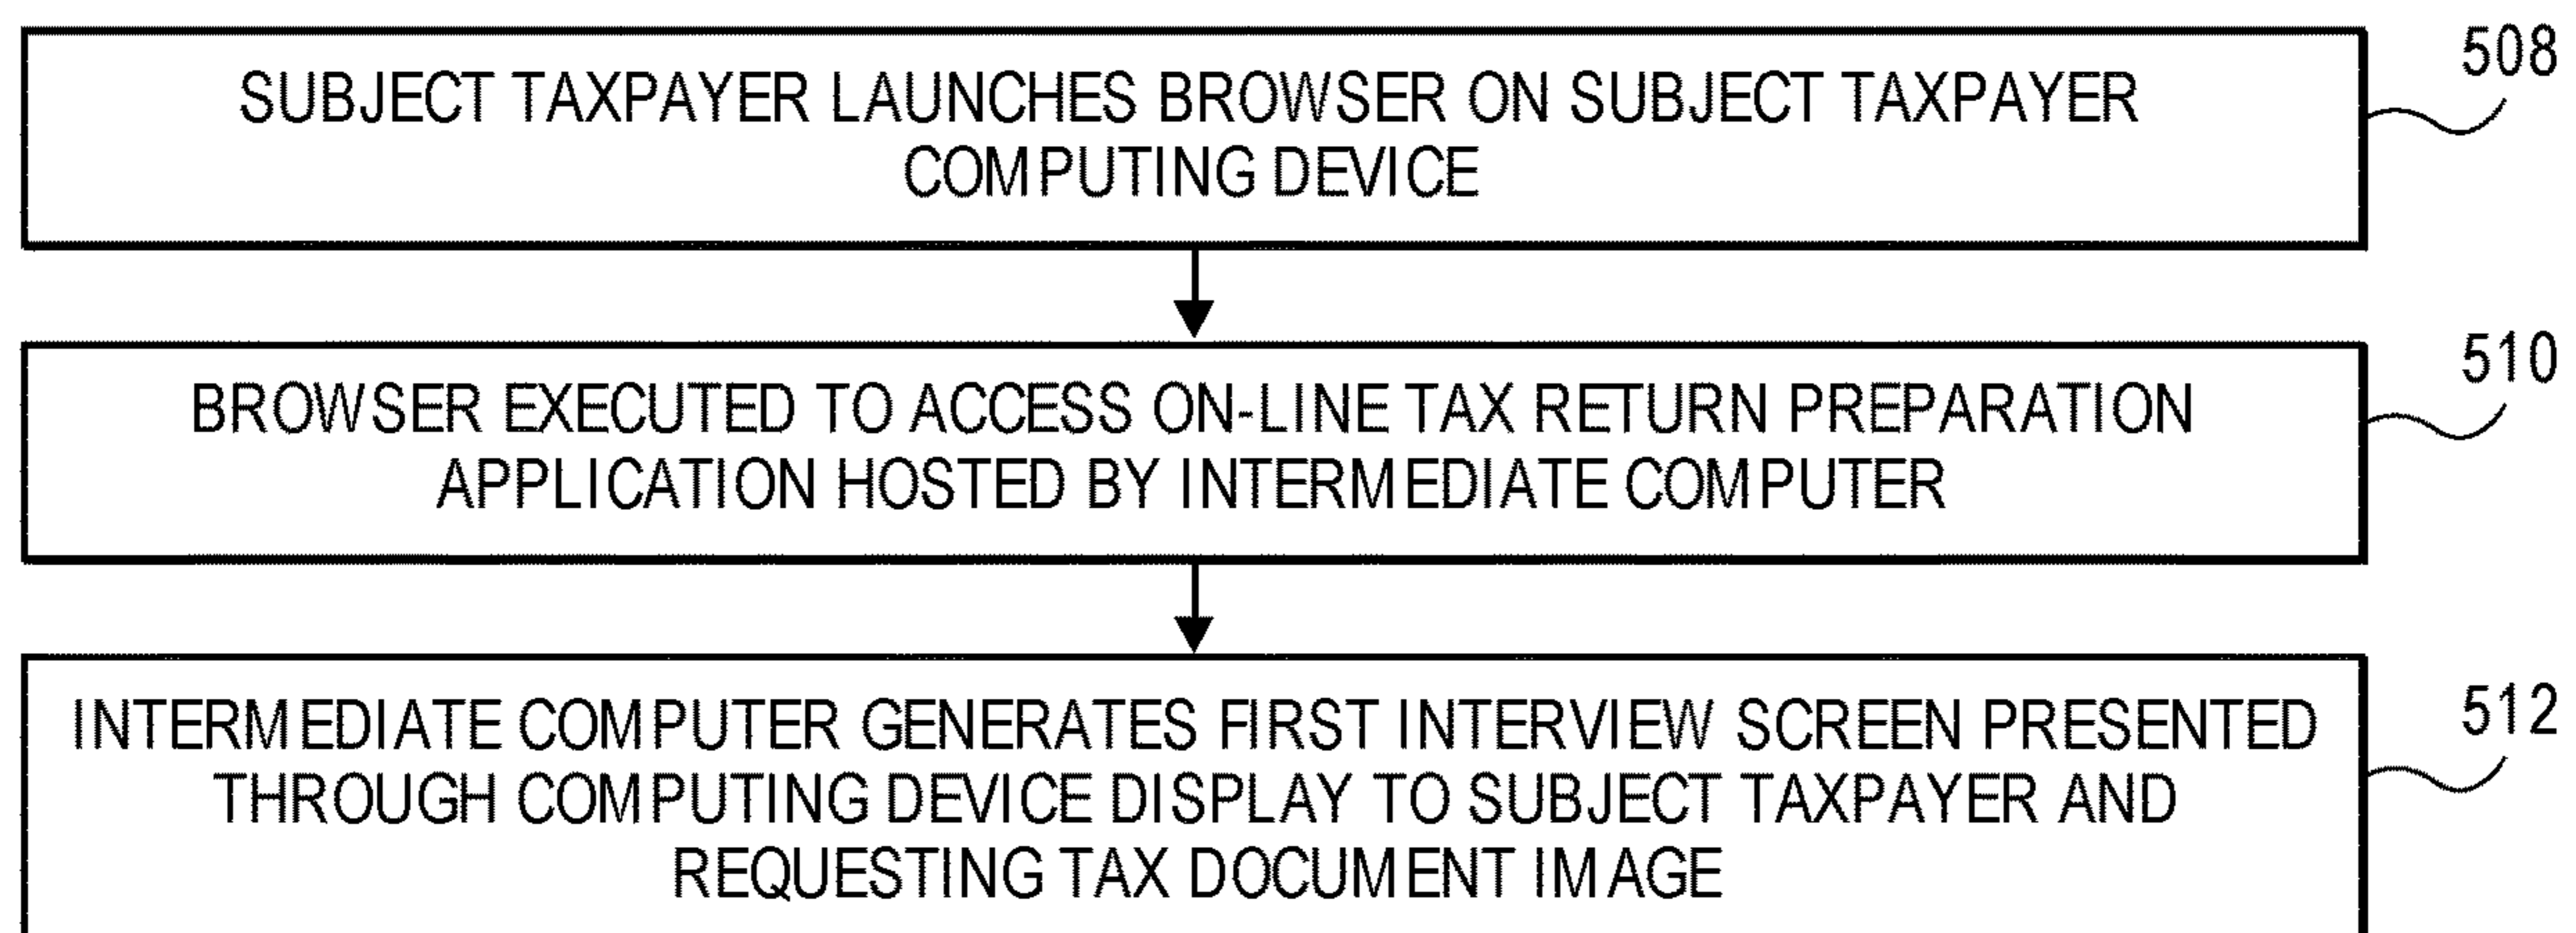 SUBJECT TAXPAYER LAUNCHES BROWSER ON SUBJECT TAXPAYER
COMPUTING DEVICE
508
BROWSER EXECUTED TO ACCESS ON-LINE TAX RETURN PREPARATION
APPLICATION HOSTED BY INTERMEDIATE COMPUTER
510
INTERMEDIATE COMPUTER GENERATES FIRST INTERVIEW SCREEN PRESENTED
THROUGH COMPUTING DEVICE DISPLAY TO SUBJECT TAXPAYER AND
REQUESTING TAX DOCUMENT IMAGE
512